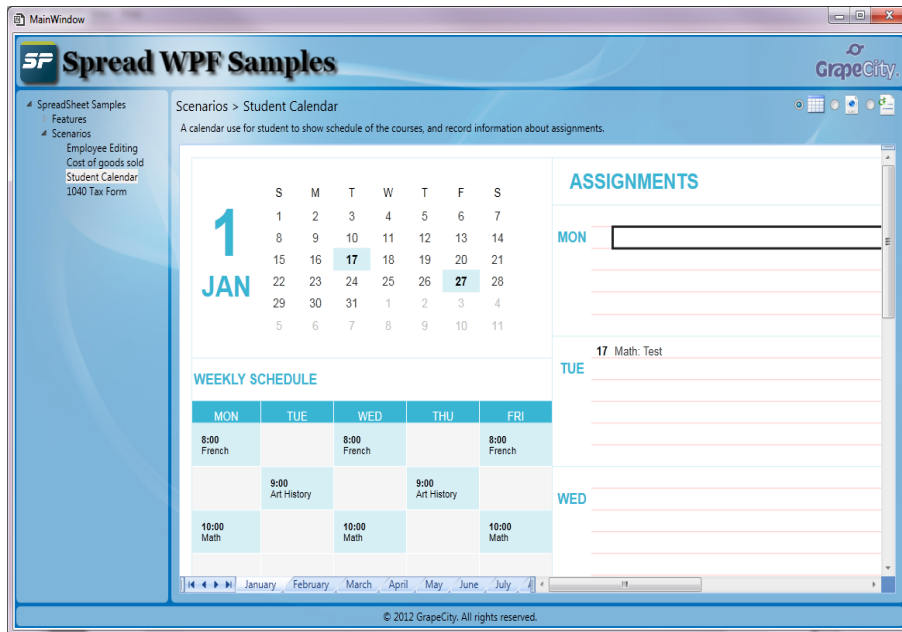 MainWindow
SP Spread WPF Samples
GrapeCity.
SpreadSheet Samples
Features
Scenarios
Employee Editing
Cost of goods sold
Student Calendar
1040 Tax Form
Scenarios > Student Calendar
A calendar use for student to show schedule of the courses, and record information about assignments.
1
JAN
S M T W T F S
1 2 3 4 5 6 7
8 9 10 11 12 13 14
15 16 17 18 19 20 21
22 23 24 25 26 27 28
29 30 31 1 2 3 4
5 6 7 8 9 10 11
WEEKLY SCHEDULE
MON TUE WED THU FRI
8:00 8:00 8:00
French French French
9:00 9:00
Art History Art History
10:00 10:00 10:00
Math Math Math
ASSIGNMENTS
MON
17 Math: Test
TUE
WED
January February March April May June July
© 2012 GrapeCity. All rights reserved.